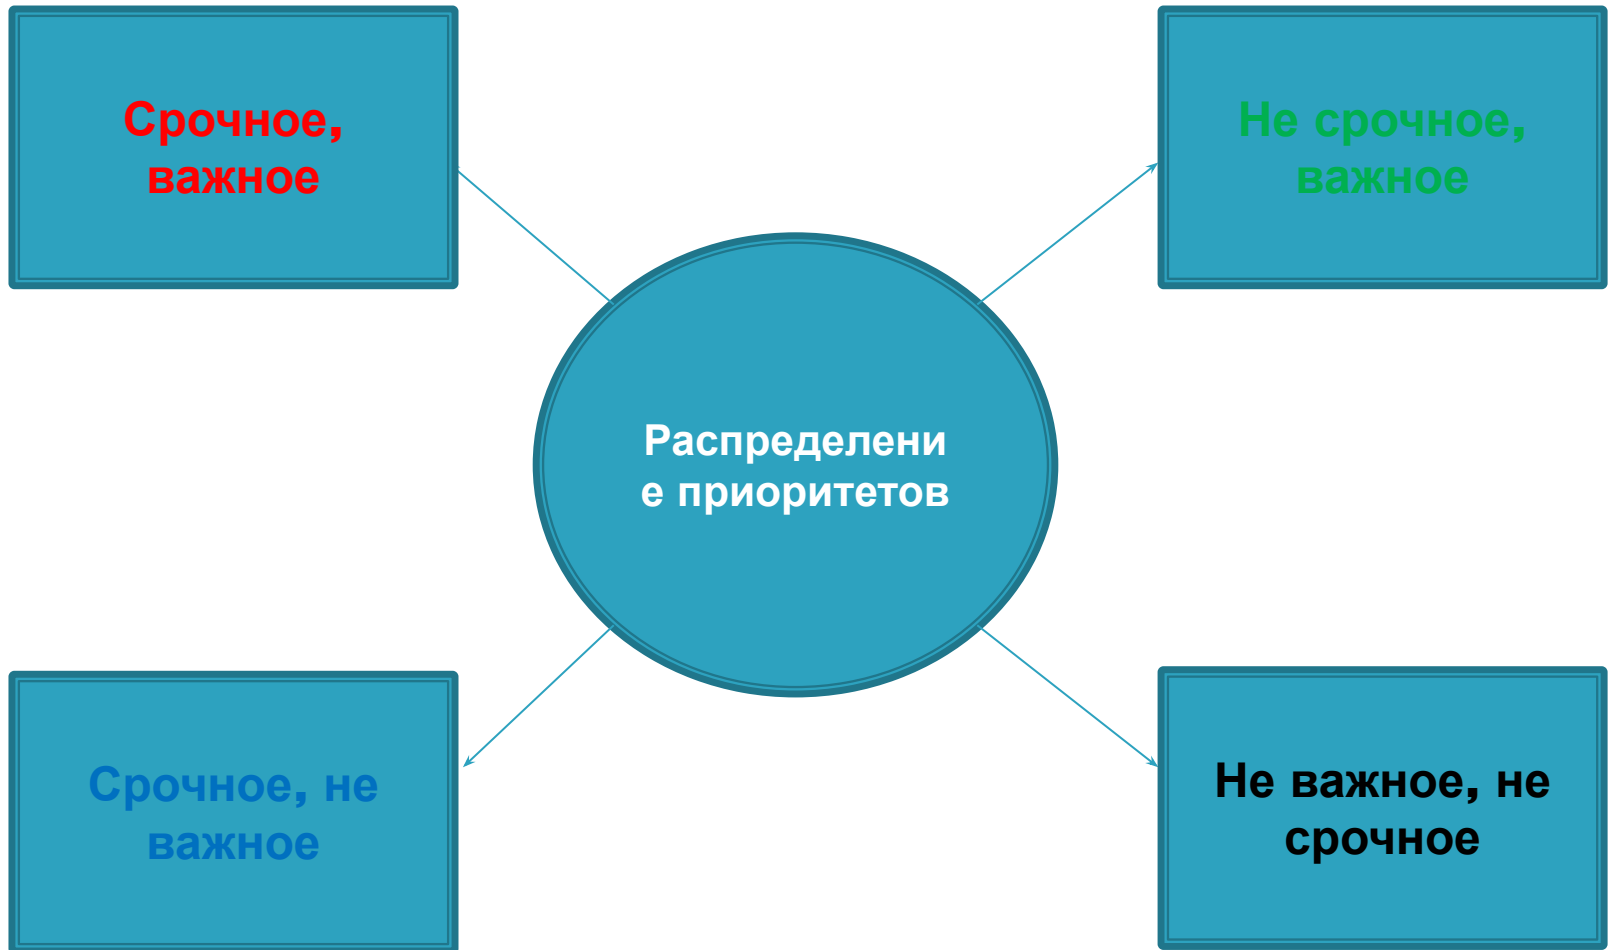 Срочное,
важное
Не срочное,
важное
Распределени
е приоритетов
Срочное, не
важное
Не важное, не
срочное